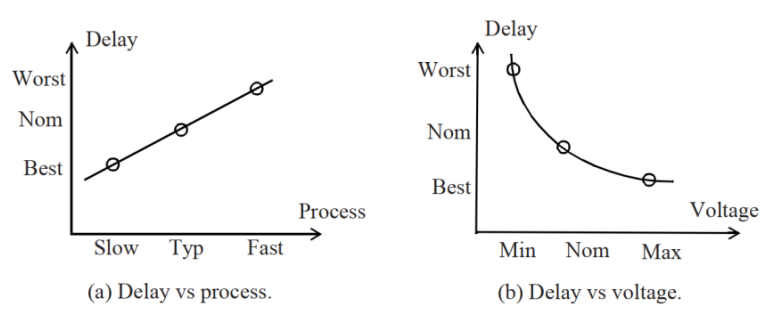 Delay
Worst
Nom
Best
Process
Slow Typ Fast
(a) Delay vs process.
Delay
Worst
Nom
Best
Voltage
Min Nom Max
(b) Delay vs voltage.